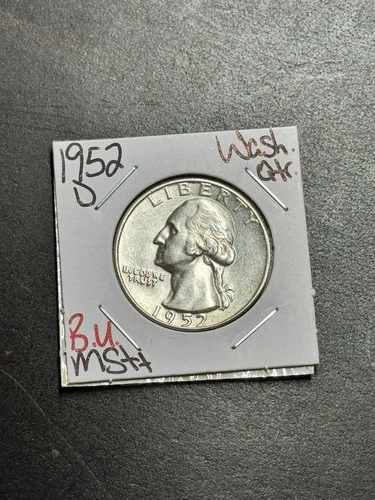 1952
D
Wash.
Qtr.
LIBERTY
IN GOD WE
TRUST
1952
B.U.
MS++